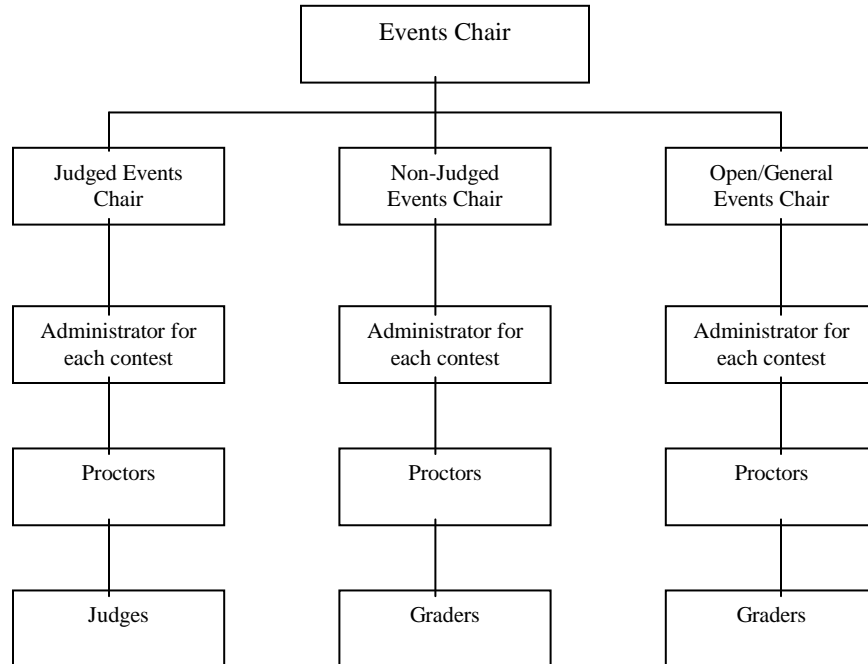 Events Chair
Judged Events
Chair
Non-Judged
Events Chair
Open/General
Events Chair
Administrator for
each contest
Administrator for
each contest
Administrator for
each contest
Proctors
Proctors
Proctors
Judges
Graders
Graders